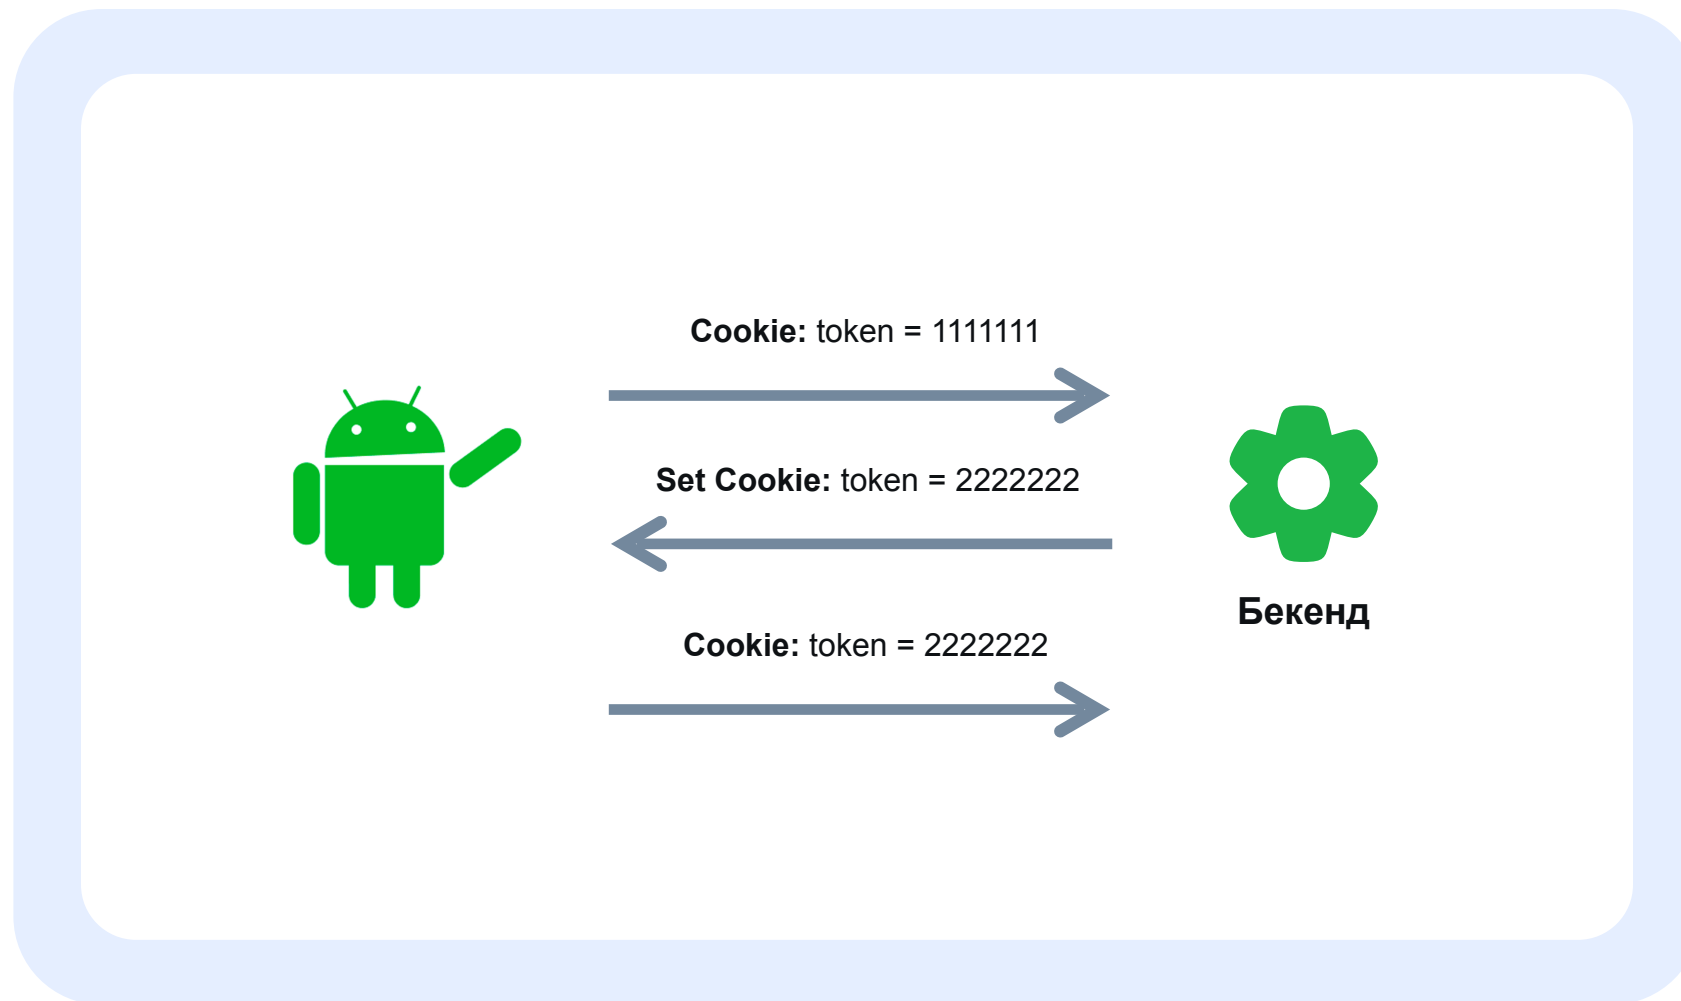 Cookie: token = 1111111
Set Cookie: token = 2222222
Бекенд
Cookie: token = 2222222